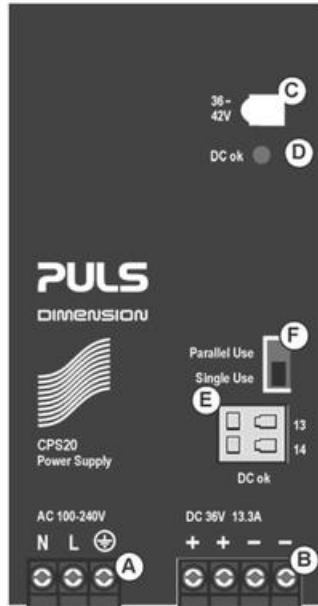 C
36–
42V
DC ok
D
PULS
DIMENSION
F
Parallel Use
Single Use
E
13
14
CPS20
Power Supply
DC ok
AC 100-240V
DC 36V 13.3A
N L
+ + – –
A
B